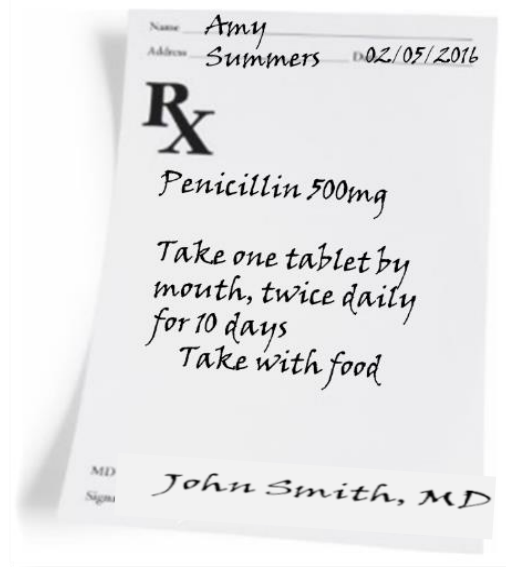 Name Amy
Address Summers D 02/05/2016
Rx
Penicillin 500mg
Take one tablet by
mouth, twice daily
for 10 days
Take with food
MD
John Smith, MD